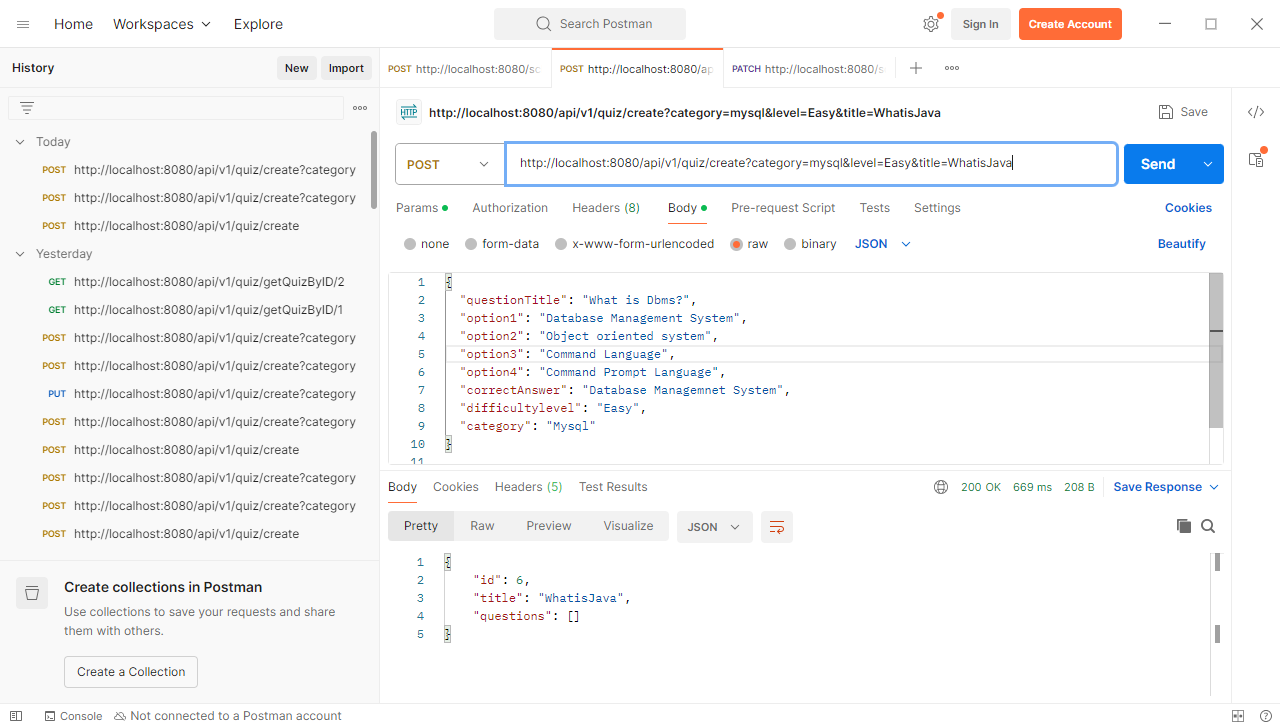 Home Workspaces Explore Search Postman Sign In Create Account
History New Import
POST http://localhost:8080/sc POST http://localhost:8080/ap PATCH http://localhost:8080/s
HTTP http://localhost:8080/api/v1/quiz/create?category=mysql&level=Easy&title=WhatisJava Save
POST http://localhost:8080/api/v1/quiz/create?category=mysql&level=Easy&title=WhatisJava Send
Params Authorization Headers (8) Body Pre-request Script Tests Settings Cookies
none form-data x-www-form-urlencoded raw binary JSON Beautify
1 {
2 "questionTitle": "What is Dbms?",
3 "option1": "Database Management System",
4 "option2": "Object oriented system",
5 "option3": "Command Language",
6 "option4": "Command Prompt Language",
7 "correctAnswer": "Database Managemnet System",
8 "difficultylevel": "Easy",
9 "category": "Mysql"
10 }
11
Today
POST http://localhost:8080/api/v1/quiz/create?category
POST http://localhost:8080/api/v1/quiz/create?category
POST http://localhost:8080/api/v1/quiz/create
Yesterday
GET http://localhost:8080/api/v1/quiz/getQuizByID/2
GET http://localhost:8080/api/v1/quiz/getQuizByID/1
POST http://localhost:8080/api/v1/quiz/create?category
POST http://localhost:8080/api/v1/quiz/create?category
PUT http://localhost:8080/api/v1/quiz/create?category
POST http://localhost:8080/api/v1/quiz/create?category
POST http://localhost:8080/api/v1/quiz/create
POST http://localhost:8080/api/v1/quiz/create?category
POST http://localhost:8080/api/v1/quiz/create?category
POST http://localhost:8080/api/v1/quiz/create
Create collections in Postman
Use collections to save your requests and share
them with others.
Create a Collection
Body Cookies Headers (5) Test Results 200 OK 669 ms 208 B Save Response
Pretty Raw Preview Visualize JSON
1 {
2 "id": 6,
3 "title": "WhatisJava",
4 "questions": []
5 }
Console Not connected to a Postman account